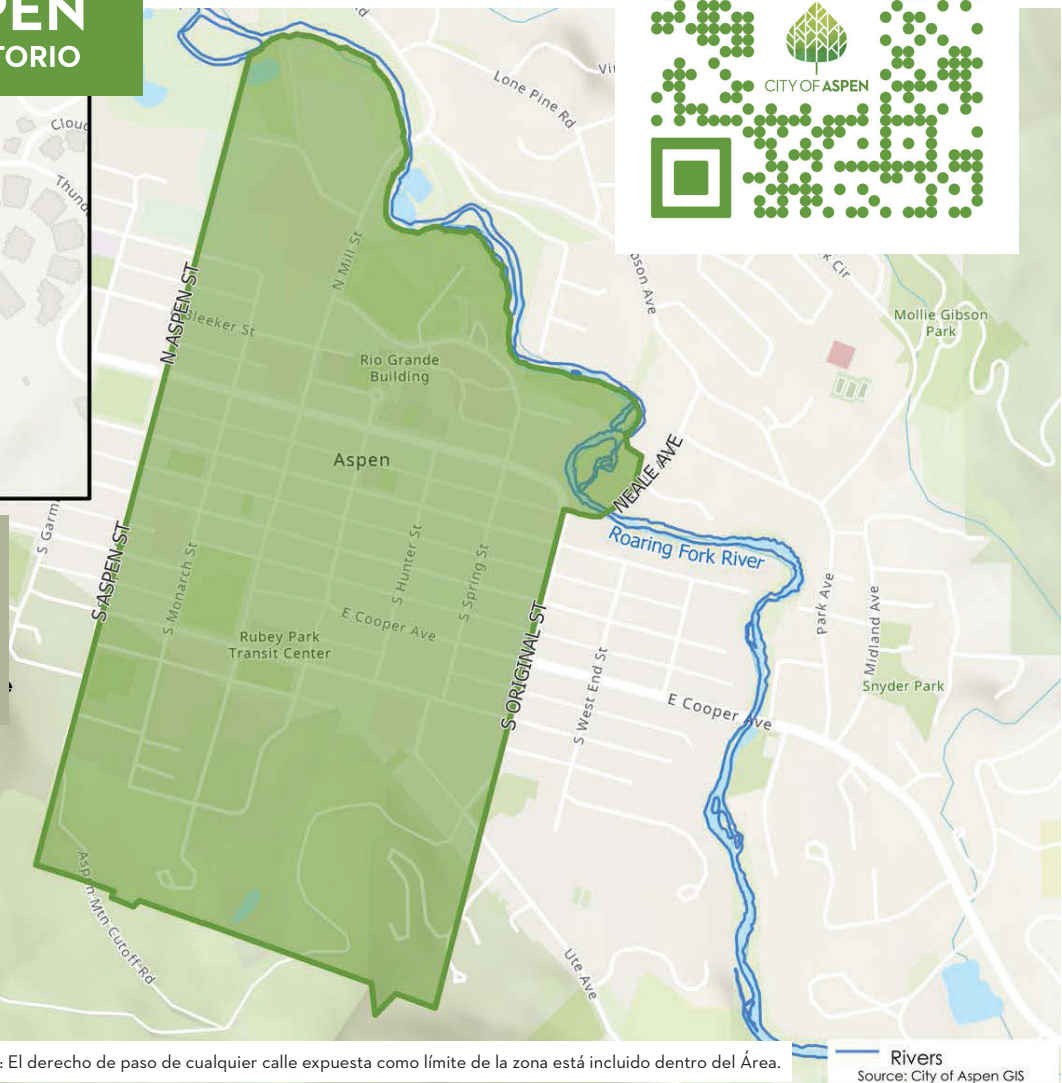 CITY OF ASPEN
Lone Pine Rd
N Mill St
Bleeker St
N ASPEN ST
Rio Grande
Building
Mollie Gibson
Park
Aspen
NEALE AVE
Roaring Fork River
S ASPEN ST
S Monarch St
S Hunter St
S Spring St
E Cooper Ave
Rubey Park
Transit Center
S ORIGINAL ST
S West End St
E Cooper Ave
Park Ave
Midland Ave
Snyder Park
Aspen Mtn Cutoff Rd
Ute Ave
: El derecho de paso de cualquier calle expuesta como límite de la zona está incluido dentro del Área.
Rivers
Source: City of Aspen GIS